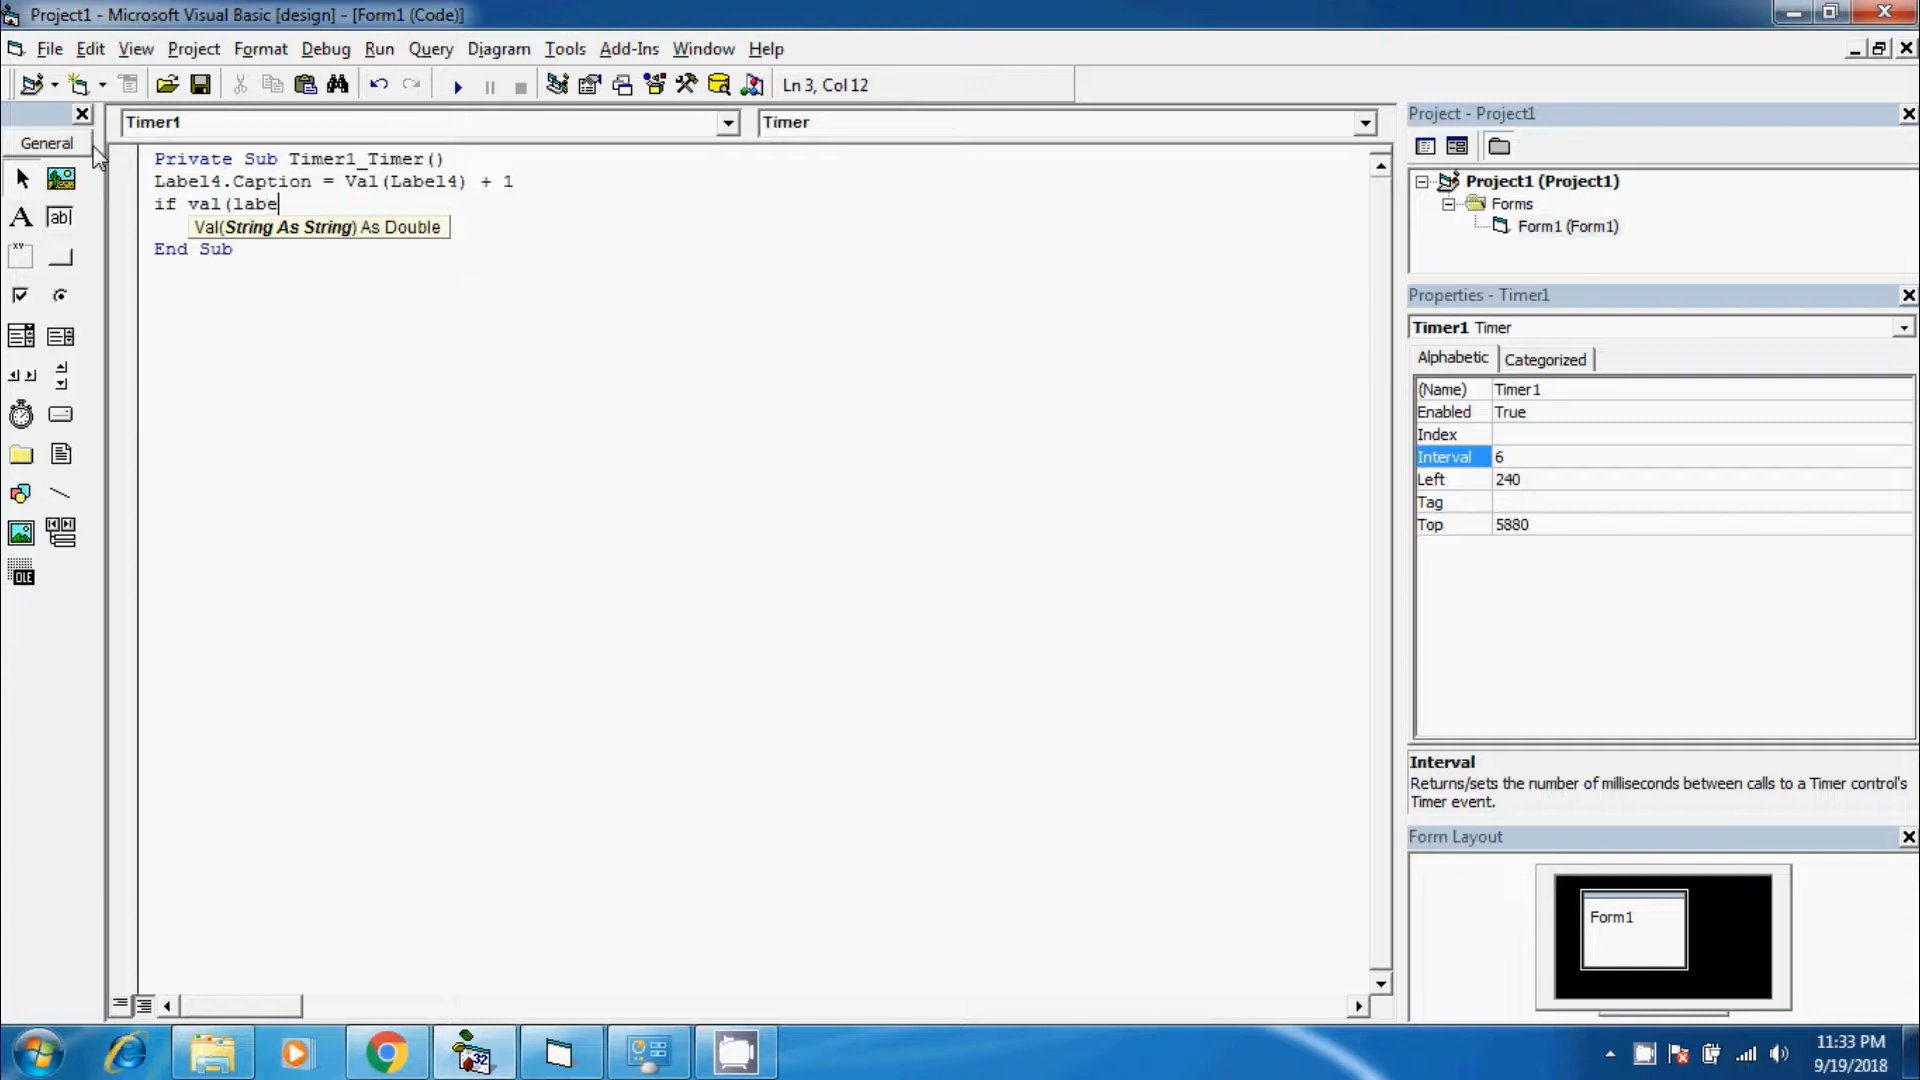 Project1 - Microsoft Visual Basic [design] - [Form1 (Code)]
File Edit View Project Format Debug Run Query Diagram Tools Add-Ins Window Help
Ln 3, Col 12
General
Timer1
Timer
Private Sub Timer1_Timer()
Label4.Caption = Val(Label4) + 1
if val(labe
Val(String As String) As Double
End Sub
ab
XY
OLE
Project - Project1
Project1 (Project1)
Forms
Form1 (Form1)
Properties - Timer1
Timer1 Timer
Alphabetic Categorized
(Name) Timer1
Enabled True
Index
Interval 6
Left 240
Tag
Top 5880
Interval
Returns/sets the number of milliseconds between calls to a Timer control's
Timer event.
Form Layout
Form1
32
11:33 PM
9/19/2018